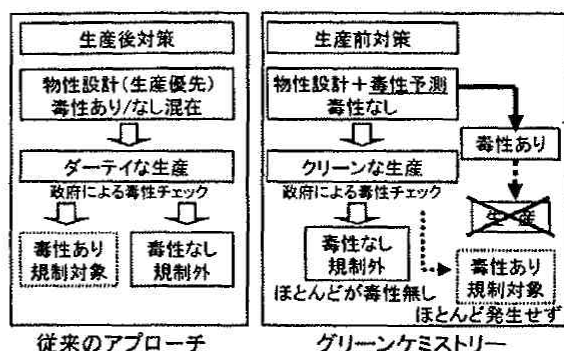 生産後対策
物性設計(生産優先)
毒性あり/なし混在
ダーティな生産
政府による毒性チェック
毒性あり
規制対象
毒性なし
規制外
従来のアプローチ
生産前対策
物性設計+毒性予測
毒性なし
毒性あり
生産
クリーンな生産
政府による毒性チェック
毒性なし
規制外
ほとんどが毒性無し
毒性あり
規制対象
ほとんど発生せず
グリーンケミストリー